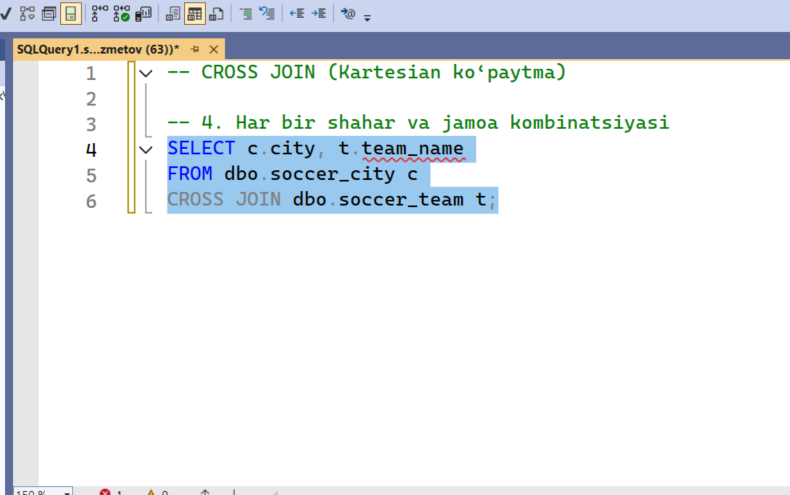 SQLQuery1.s...zmetov (63))*
1 -- CROSS JOIN (Kartesian ko‘paytma)
2
3 -- 4. Har bir shahar va jamoa kombinatsiyasi
4 SELECT c.city, t.team_name
5 FROM dbo.soccer_city c
6 CROSS JOIN dbo.soccer_team t;
150 % 1 0